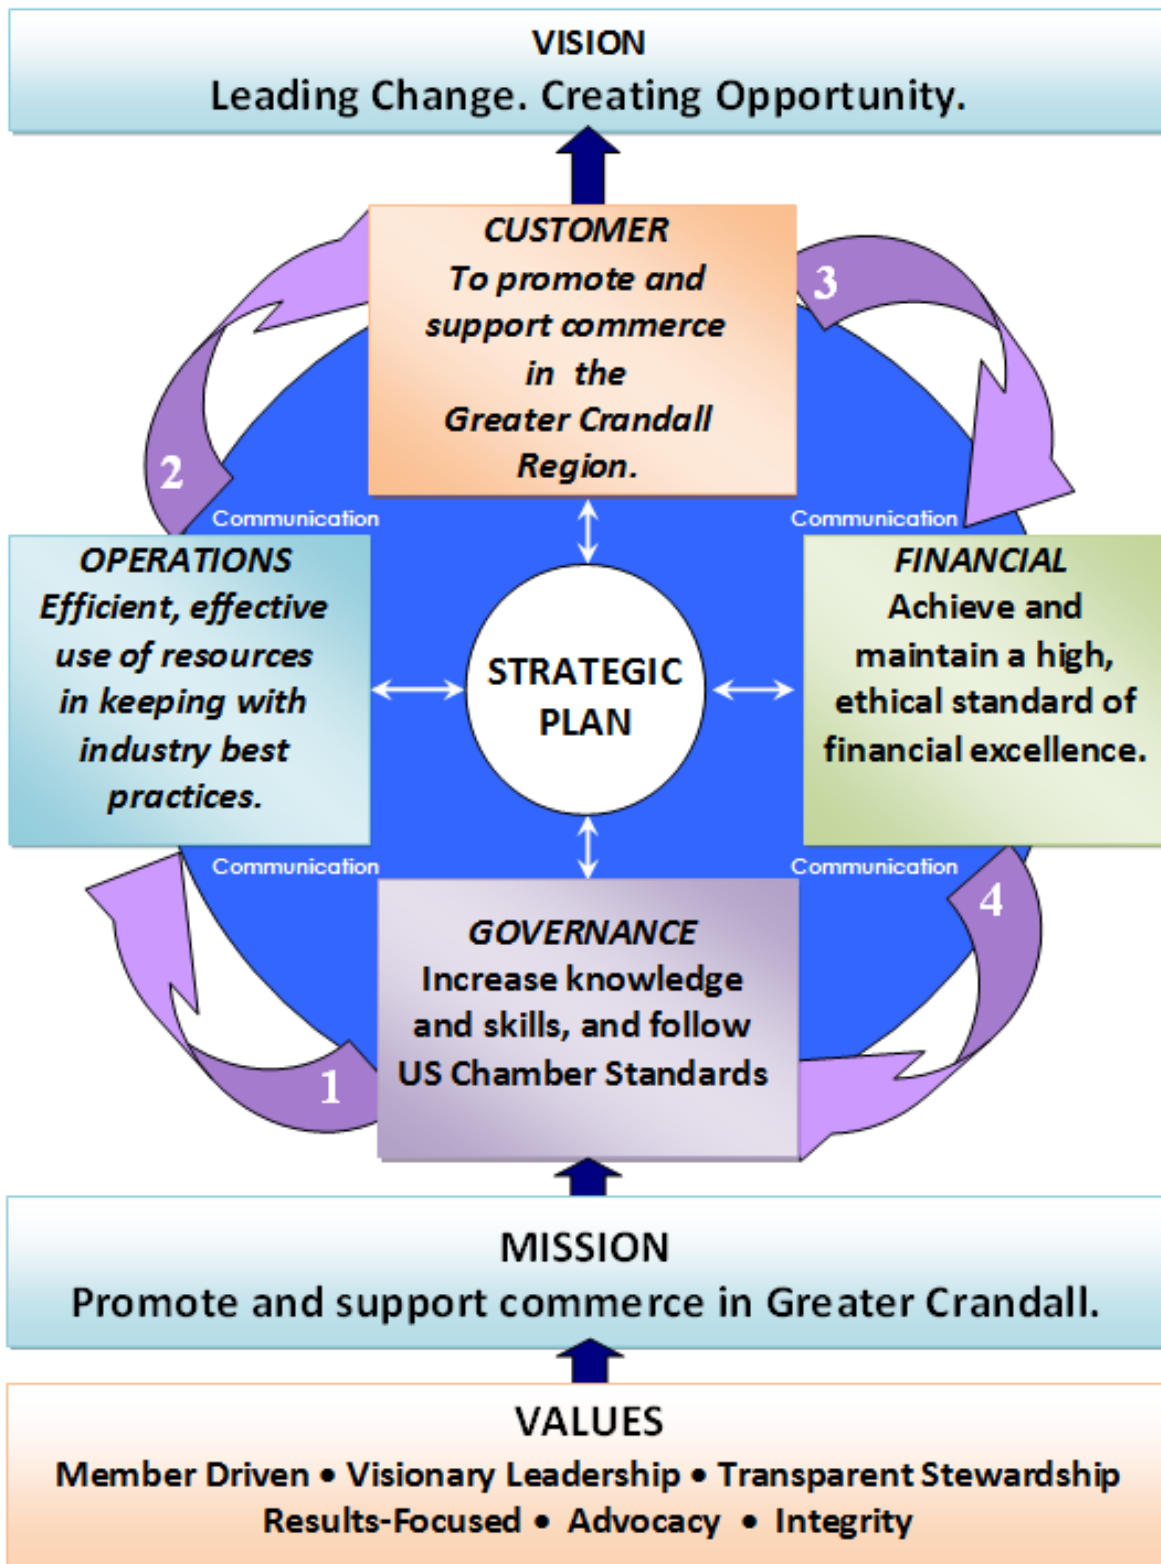 VISION
Leading Change. Creating Opportunity.
CUSTOMER
To promote and
support commerce
in the
Greater Crandall
Region.
3
2
Communication
Communication
OPERATIONS
Efficient, effective
use of resources
in keeping with
industry best
practices.
STRATEGIC
PLAN
FINANCIAL
Achieve and
maintain a high,
ethical standard of
financial excellence.
Communication
Communication
4
GOVERNANCE
Increase knowledge
and skills, and follow
US Chamber Standards
1
MISSION
Promote and support commerce in Greater Crandall.
VALUES
Member Driven • Visionary Leadership • Transparent Stewardship
Results-Focused • Advocacy • Integrity